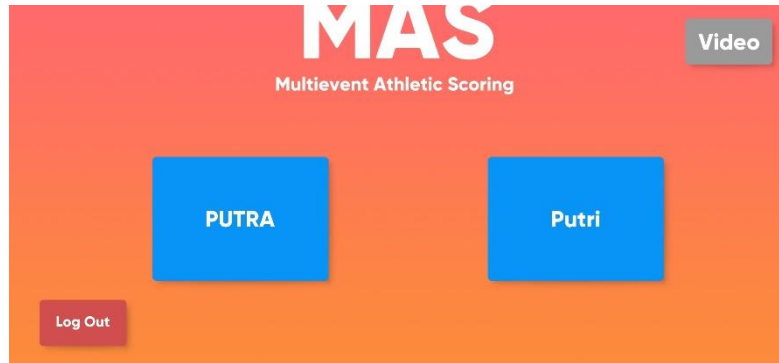 MAS
Video
Multievent Athletic Scoring
PUTRA
Putri
Log Out